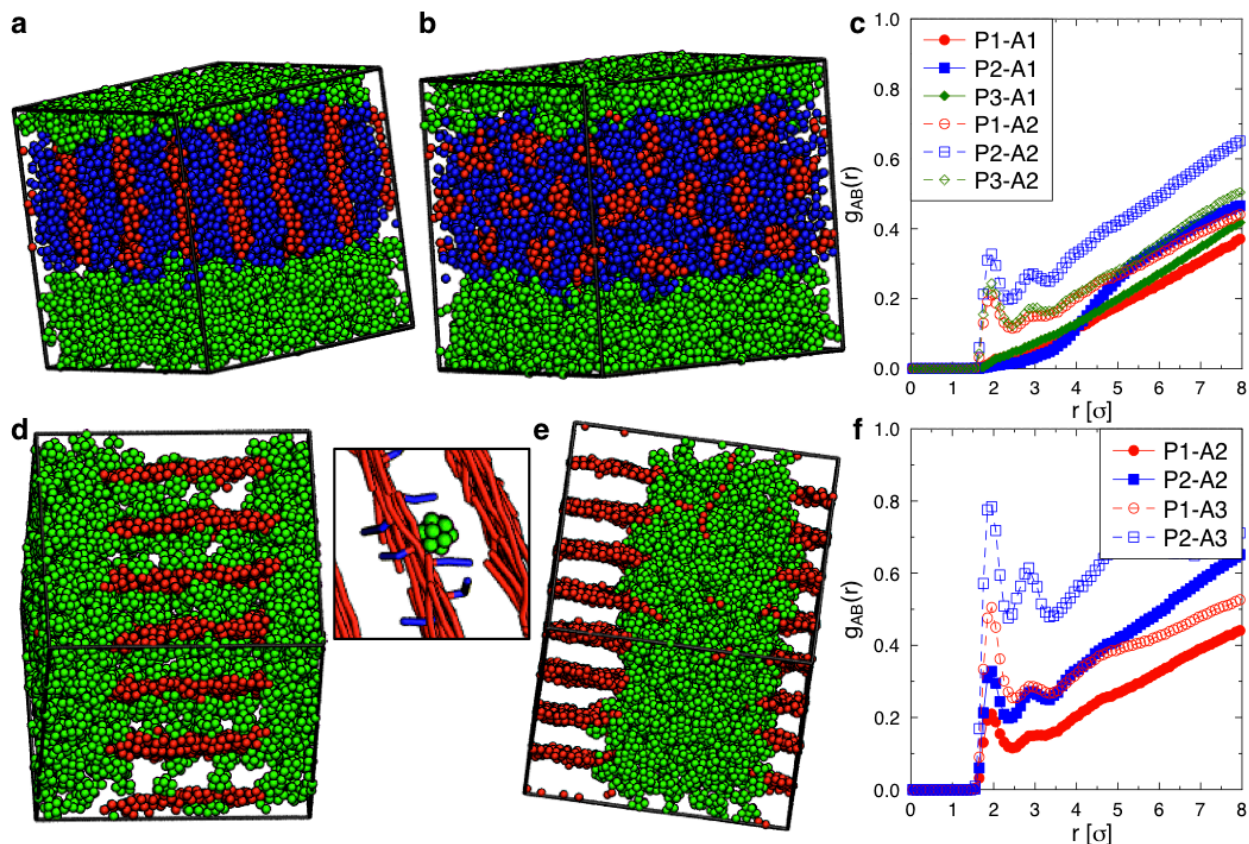 a
b
c
1.0
0.8
0.6
0.4
0.2
0.0
g_AB(r)
P1-A1
P2-A1
P3-A1
P1-A2
P2-A2
P3-A2
0 1 2 3 4 5 6 7 8
r [σ]
d
e
f
1.0
0.8
0.6
0.4
0.2
0.0
g_AB(r)
P1-A2
P2-A2
P1-A3
P2-A3
0 1 2 3 4 5 6 7 8
r [σ]